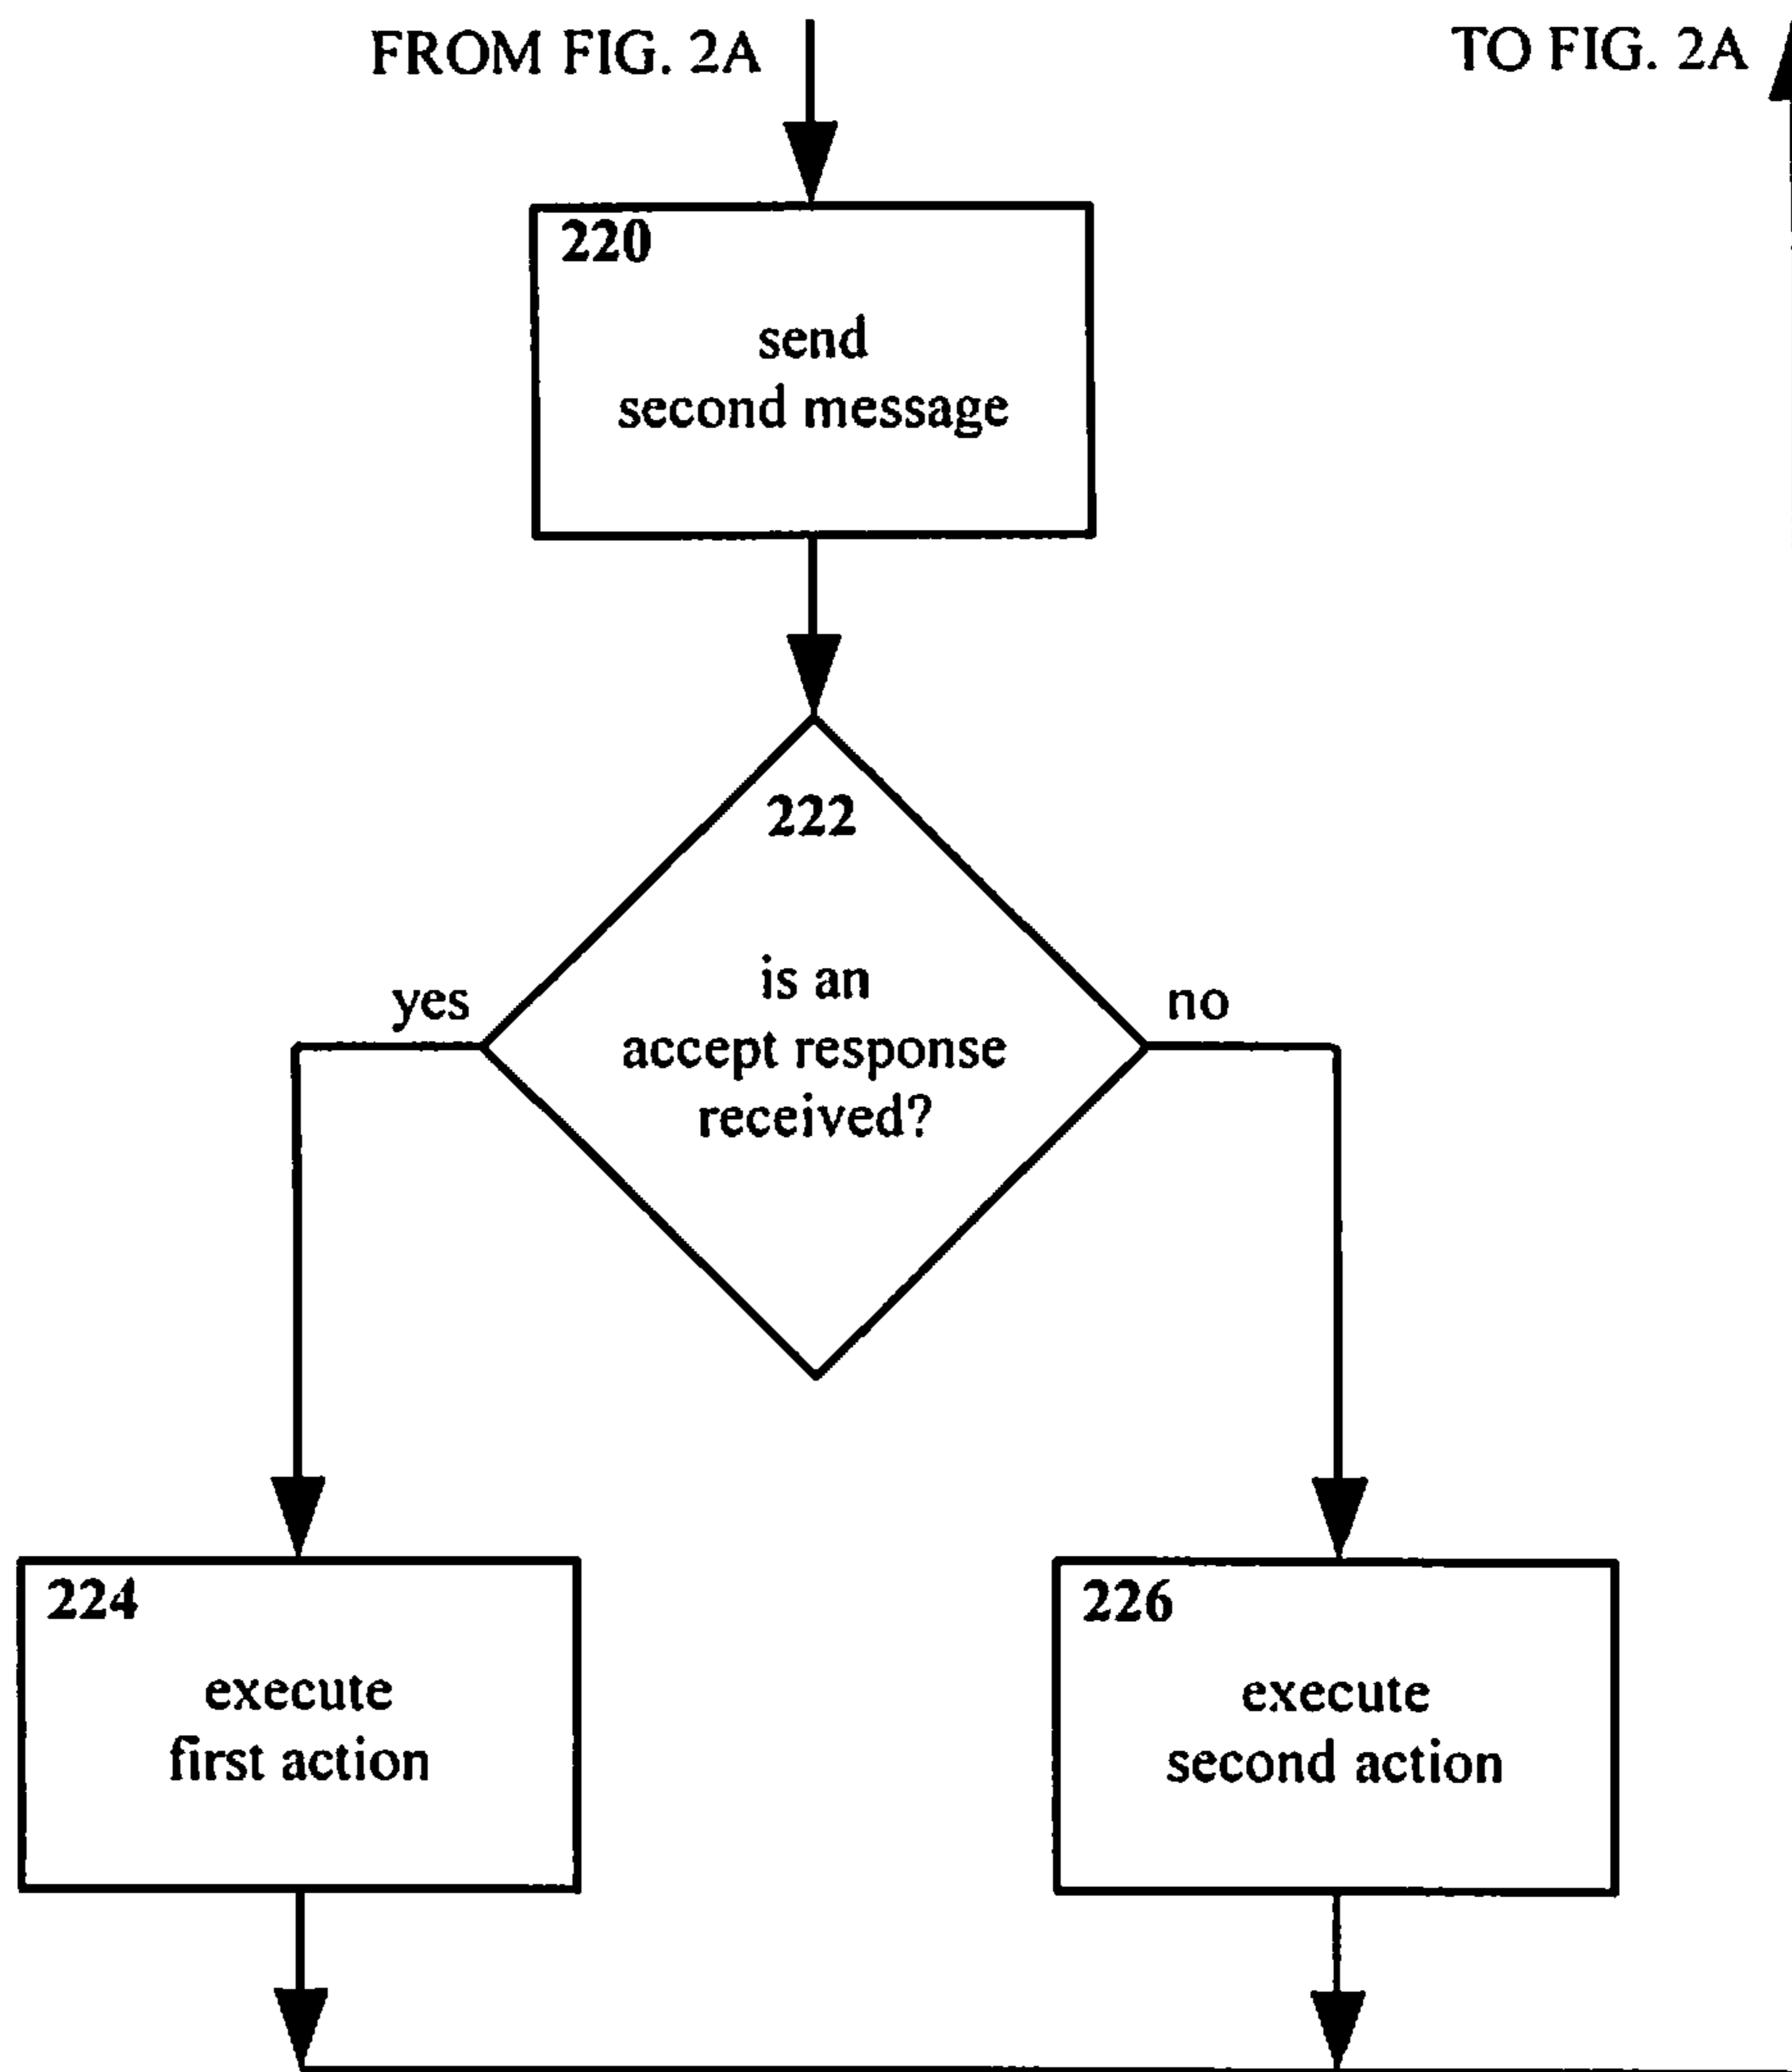 FROM FIG. 2A
TO FIG. 2A
220
send
second message
222
is an
accept response
received?
yes
no
224
execute
first action
226
execute
second action